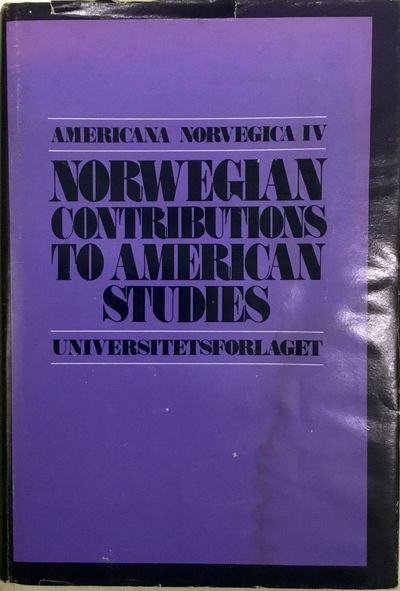 AMERICANA NORVEGICA IV
NORWEGIAN
CONTRIBUTIONS
TO AMERICAN
STUDIES
UNIVERSITETSFORLAGET